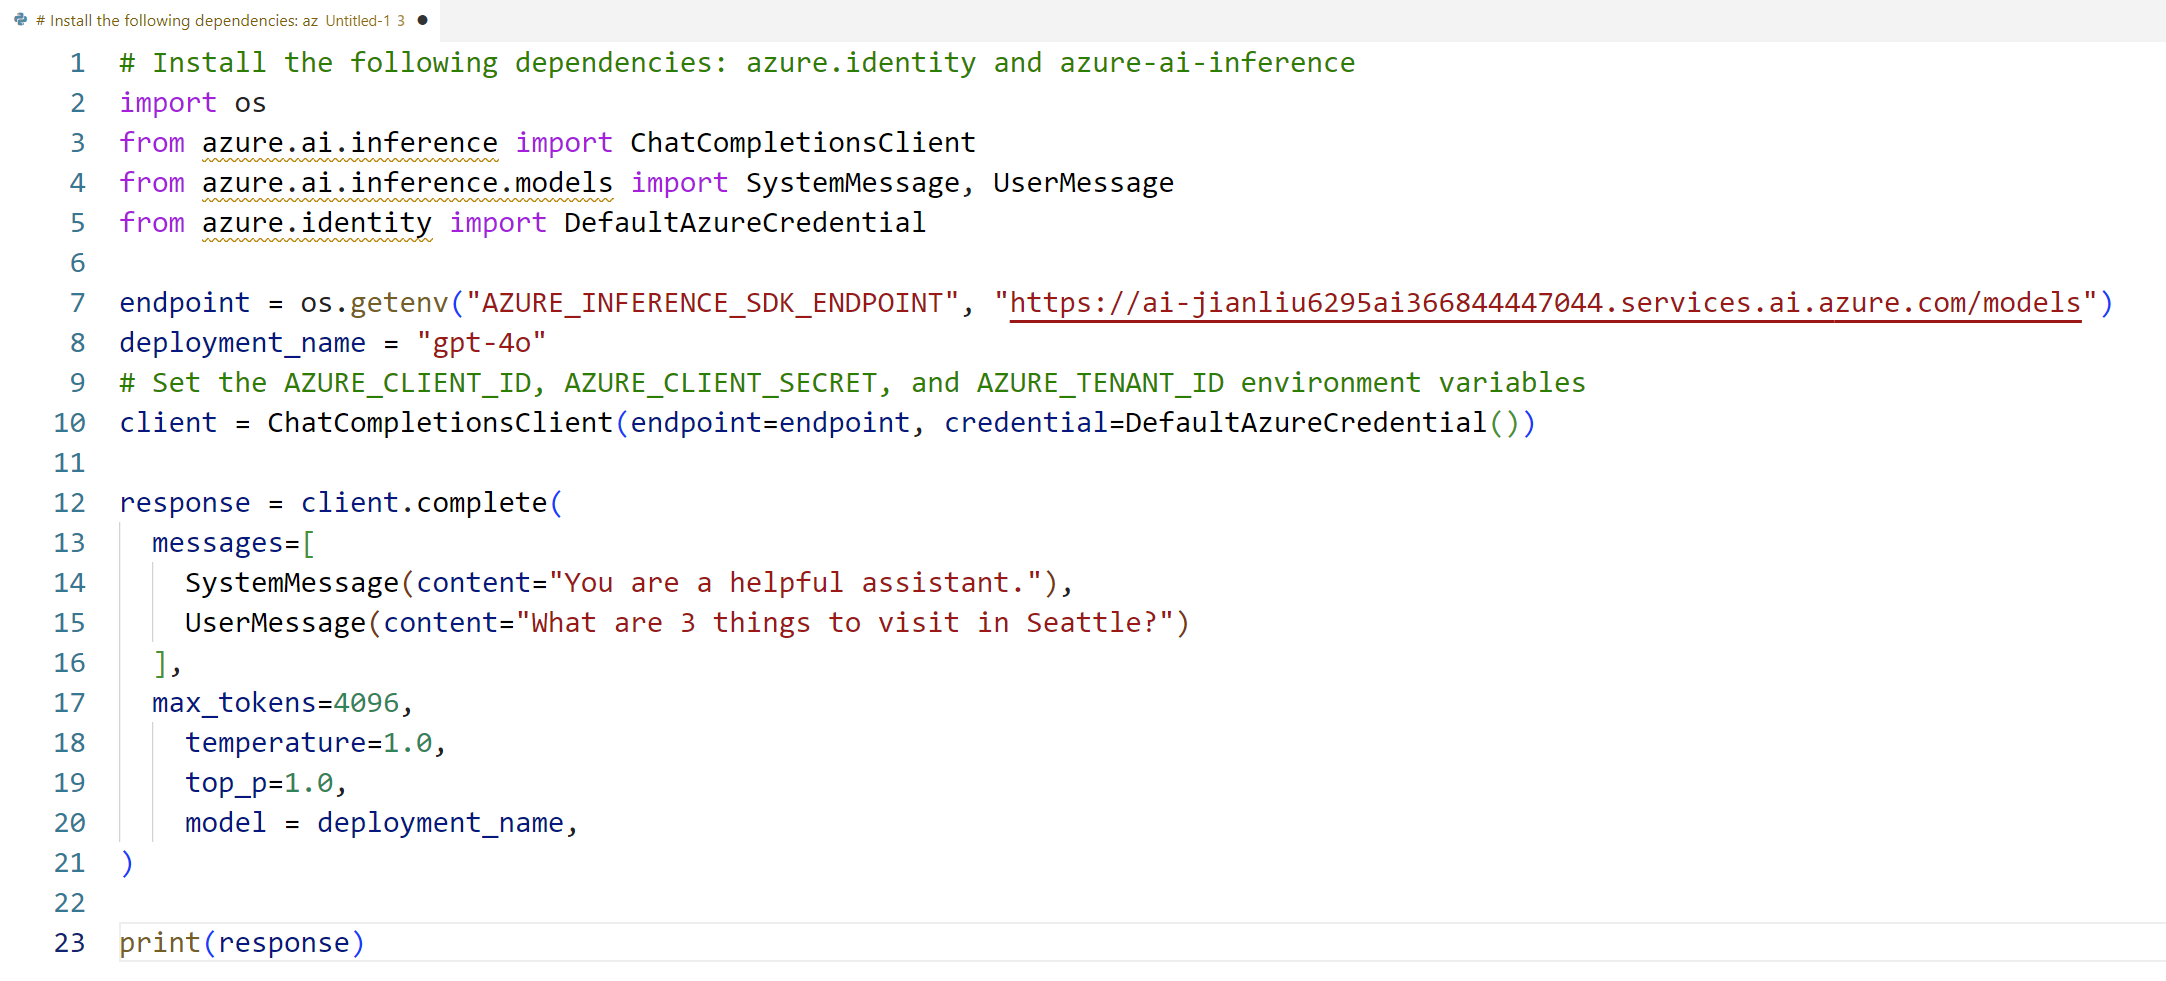 # Install the following dependencies: az Untitled-1 3
1 # Install the following dependencies: azure.identity and azure-ai-inference
2 import os
3 from azure.ai.inference import ChatCompletionsClient
4 from azure.ai.inference.models import SystemMessage, UserMessage
5 from azure.identity import DefaultAzureCredential
6
7 endpoint = os.getenv("AZURE_INFERENCE_SDK_ENDPOINT", "https://ai-jianliu6295ai366844447044.services.ai.azure.com/models")
8 deployment_name = "gpt-4o"
9 # Set the AZURE_CLIENT_ID, AZURE_CLIENT_SECRET, and AZURE_TENANT_ID environment variables
10 client = ChatCompletionsClient(endpoint=endpoint, credential=DefaultAzureCredential())
11
12 response = client.complete(
13   messages=[
14     SystemMessage(content="You are a helpful assistant."),
15     UserMessage(content="What are 3 things to visit in Seattle?")
16   ],
17   max_tokens=4096,
18     temperature=1.0,
19     top_p=1.0,
20     model = deployment_name,
21 )
22
23 print(response)